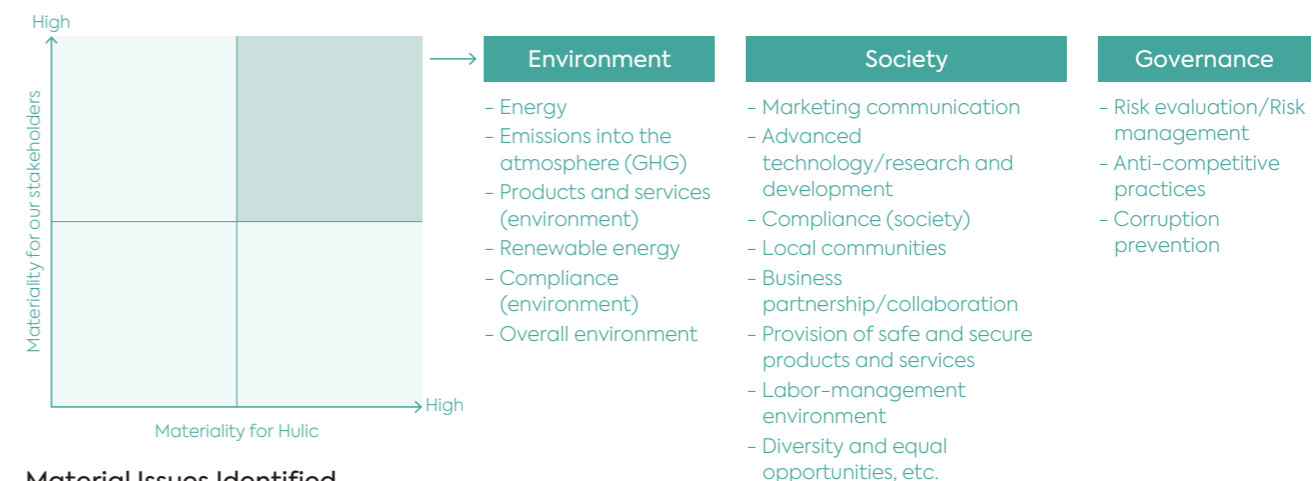 High
Materiality for our stakeholders
High
Materiality for Hulic
Environment
- Energy
- Emissions into the
atmosphere (GHG)
- Products and services
(environment)
- Renewable energy
- Compliance
(environment)
- Overall environment
Society
- Marketing communication
- Advanced
technology/research and
development
- Compliance (society)
- Local communities
- Business
partnership/collaboration
- Provision of safe and secure
products and services
- Labor-management
environment
- Diversity and equal
opportunities, etc.
Governance
- Risk evaluation/Risk
management
- Anti-competitive
practices
- Corruption
prevention
Material Issues Identified